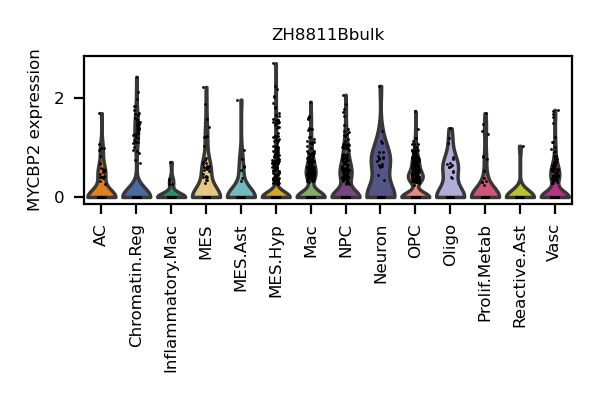 ZH8811Bbulk
MYCBP2 expression
2
0
AC
Chromatin.Reg
Inflammatory.Mac
MES
MES.Ast
MES.Hyp
Mac
NPC
Neuron
OPC
Oligo
Prolif.Metab
Reactive.Ast
Vasc